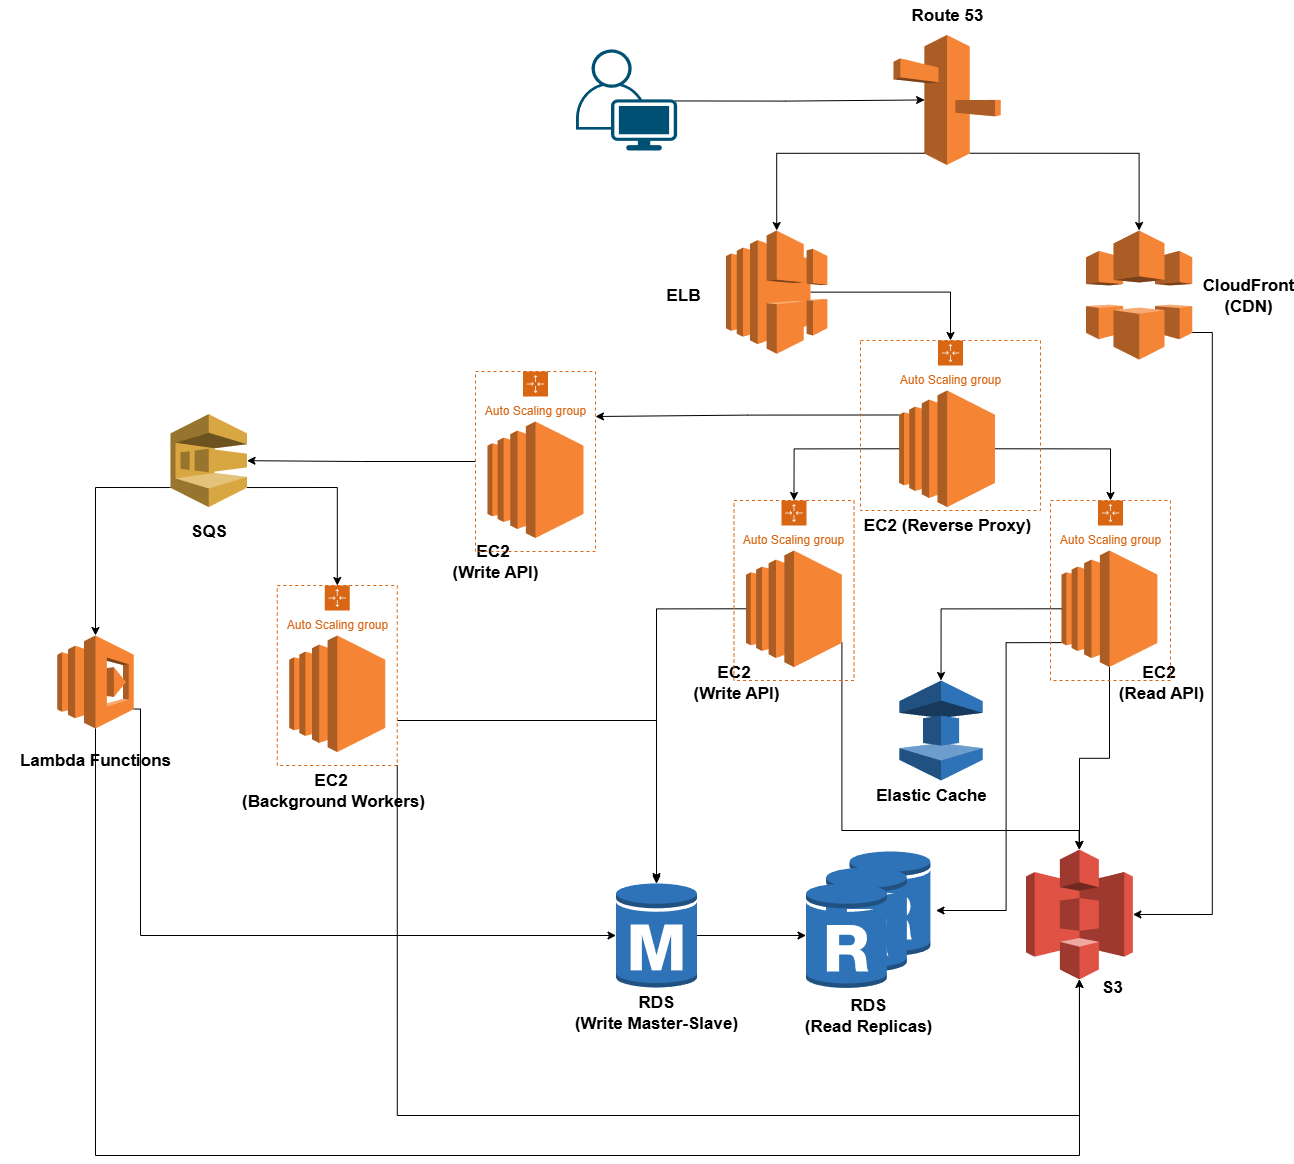 Route 53
ELB
CloudFront
(CDN)
Auto Scaling group
EC2 (Reverse Proxy)
Auto Scaling group
EC2
(Write API)
SQS
Auto Scaling group
EC2
(Write API)
Auto Scaling group
EC2
(Read API)
Auto Scaling group
EC2
(Background Workers)
Lambda Functions
Elastic Cache
M
RDS
(Write Master-Slave)
R
R
RDS
(Read Replicas)
S3